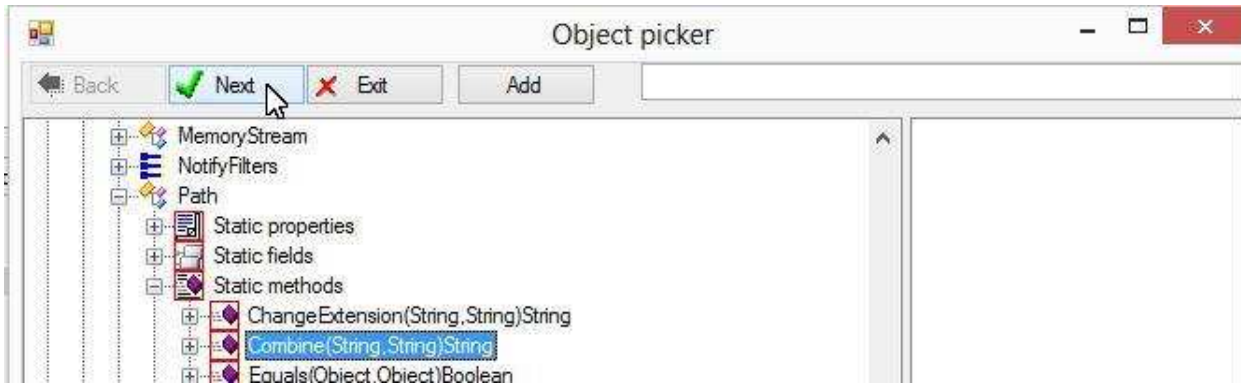 Object picker
Back Next Exit Add
MemoryStream
NotifyFilters
Path
Static properties
Static fields
Static methods
ChangeExtension(String,String)String
Combine(String,String)String
Equals(Object,Object)Boolean